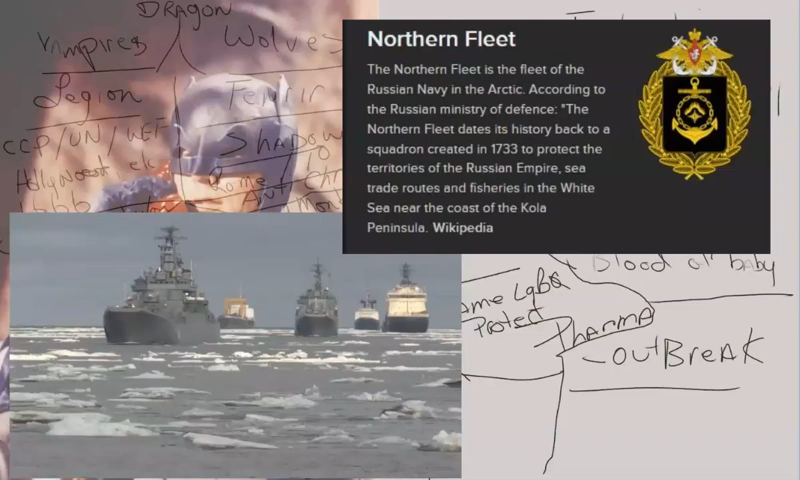 DRAGON
Vampires
Wolves
Legion
Fenrir
CCP/UN/WEF
Shadow
Rome
Northern Fleet
The Northern Fleet is the fleet of the
Russian Navy in the Arctic. According to
the Russian ministry of defence: "The
Northern Fleet dates its history back to a
squadron created in 1733 to protect the
territories of the Russian Empire, sea
trade routes and fisheries in the White
Sea near the coast of the Kola
Peninsula. Wikipedia
Blood of baby
Protect
PHARMA
- OutBreak